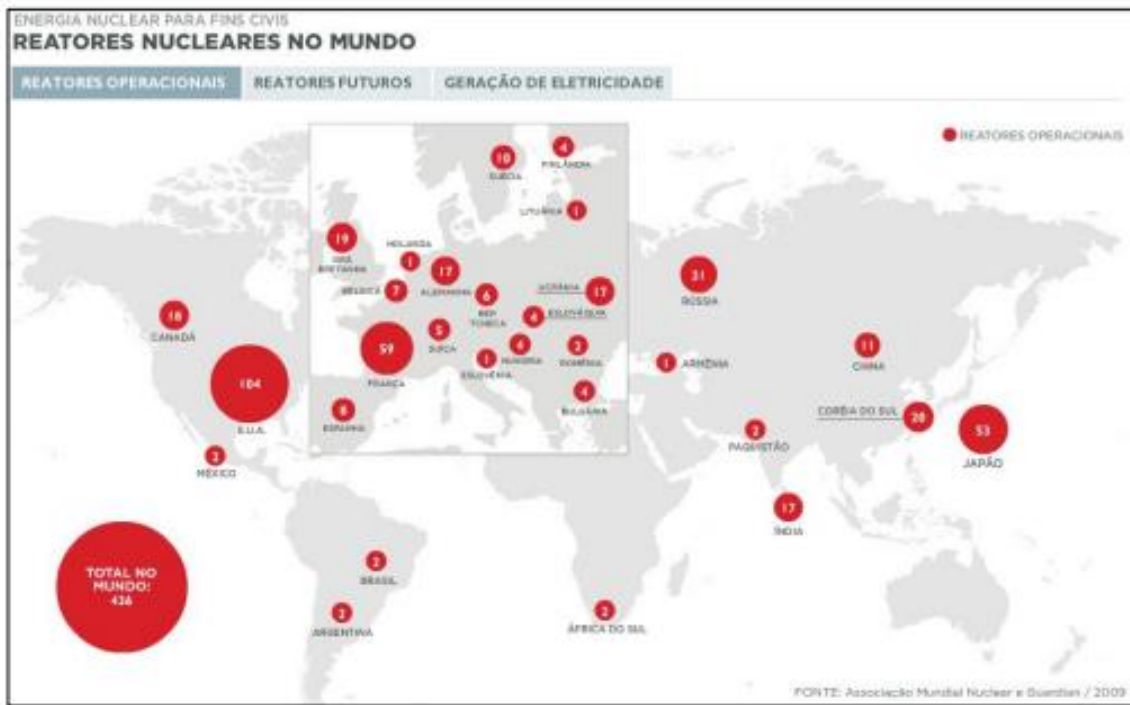 ENERGIA NUCLEAR PARA FINS CIVIS
REATORES NUCLEARES NO MUNDO
REATORES OPERACIONAIS
REATORES FUTUROS
GERAÇÃO DE ELETRICIDADE
REATORES OPERACIONAIS
10
SUÉCIA
4
FINLÂNDIA
LITUÂNIA
1
19
GRÃ
BRETANHA
HOLANDA
1
BÉLGICA
7
17
ALEMANHA
6
REP
TCHECA
UCRÂNIA
17
ESLOVÁQUIA
4
59
FRANÇA
5
SUÍÇA
1
ESLOVÊNIA
4
HUNGRIA
2
ROMÊNIA
4
BULGÁRIA
8
ESPANHA
18
CANADÁ
104
E.U.A.
2
MÉXICO
31
RÚSSIA
1
ARMÊNIA
11
CHINA
CORÉIA DO SUL
20
53
JAPÃO
2
PAQUISTÃO
17
ÍNDIA
TOTAL NO
MUNDO:
436
2
BRASIL
2
ARGENTINA
2
ÁFRICA DO SUL
FONTE: Associação Mundial Nuclear e Guardian / 2009